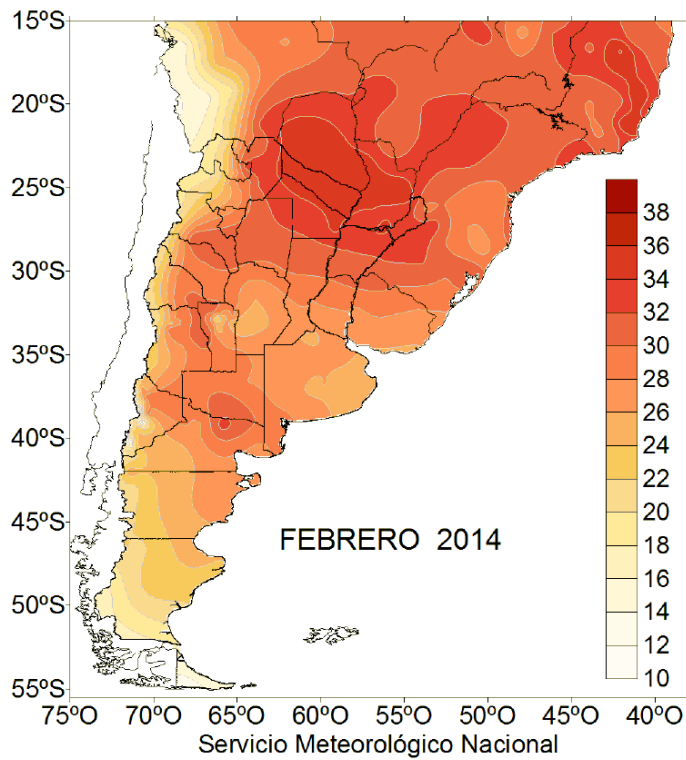 15ºS
20ºS
25ºS
30ºS
35ºS
40ºS
45ºS
50ºS
55ºS
38
36
34
32
30
28
26
24
22
20
18
16
14
12
10
FEBRERO 2014
75ºO 70ºO 65ºO 60ºO 55ºO 50ºO 45ºO 40ºO
Servicio Meteorológico Nacional